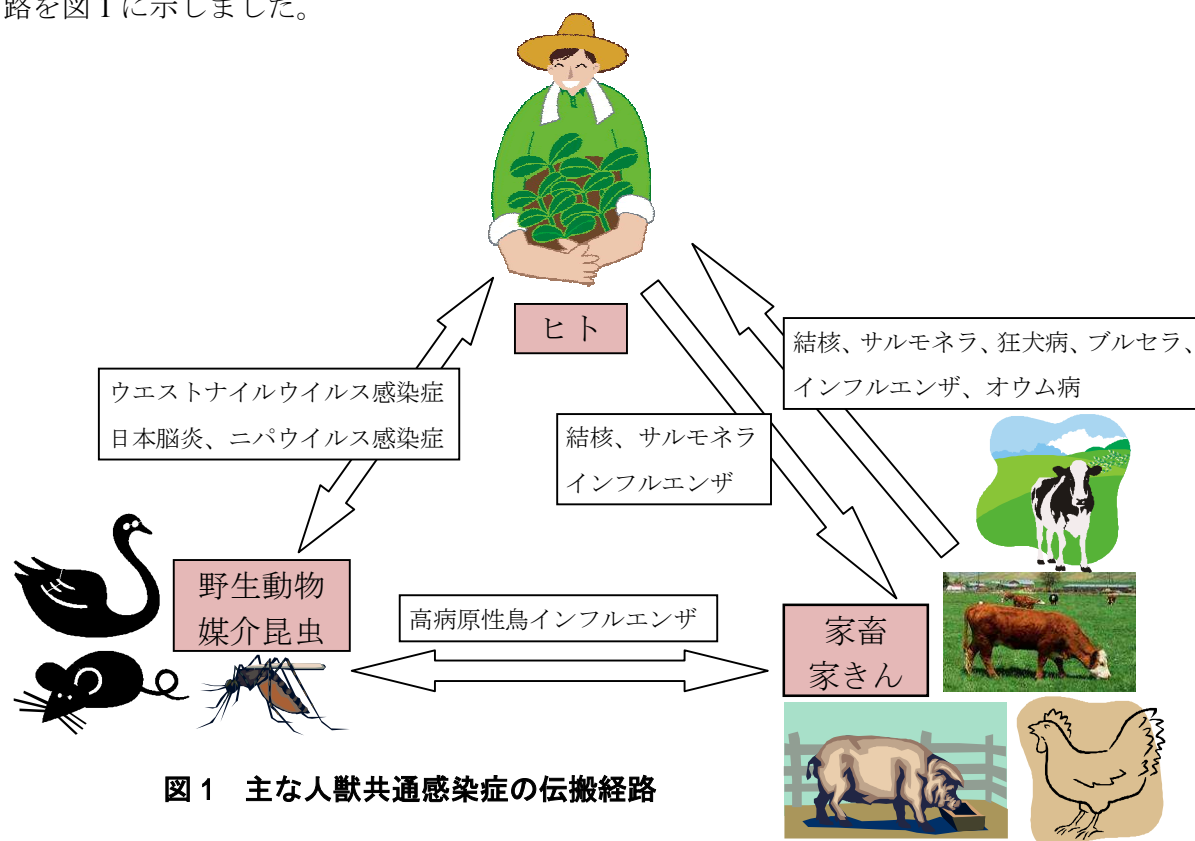 路を図1に示しました。
ヒト
結核、サルモネラ、狂犬病、ブルセラ、
インフルエンザ、オウム病
ウエストナイルウイルス感染症
日本脳炎、ニパウイルス感染症
結核、サルモネラ
インフルエンザ
野生動物
媒介昆虫
高病原性鳥インフルエンザ
家畜
家きん
図1 主な人獣共通感染症の伝搬経路